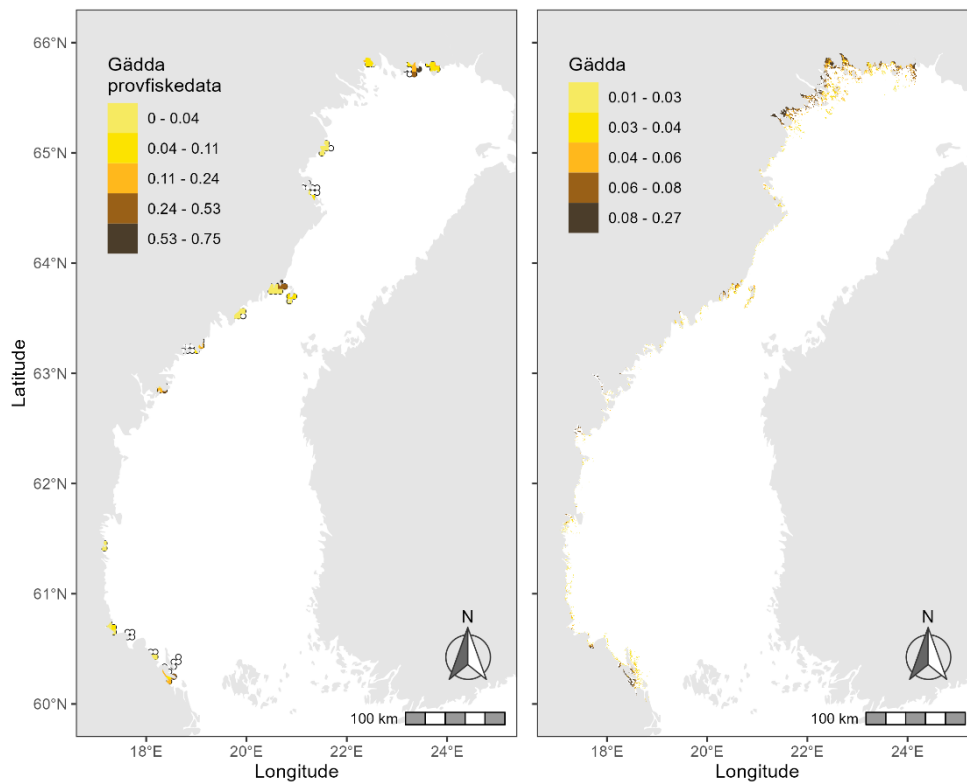 Gädda
provfiskedata
0 - 0.04
0.04 - 0.11
0.11 - 0.24
0.24 - 0.53
0.53 - 0.75
Gädda
0.01 - 0.03
0.03 - 0.04
0.04 - 0.06
0.06 - 0.08
0.08 - 0.27
66°N
65°N
64°N
63°N
62°N
61°N
60°N
Latitude
N
100 km
N
100 km
18°E 20°E 22°E 24°E
18°E 20°E 22°E 24°E
Longitude
Longitude